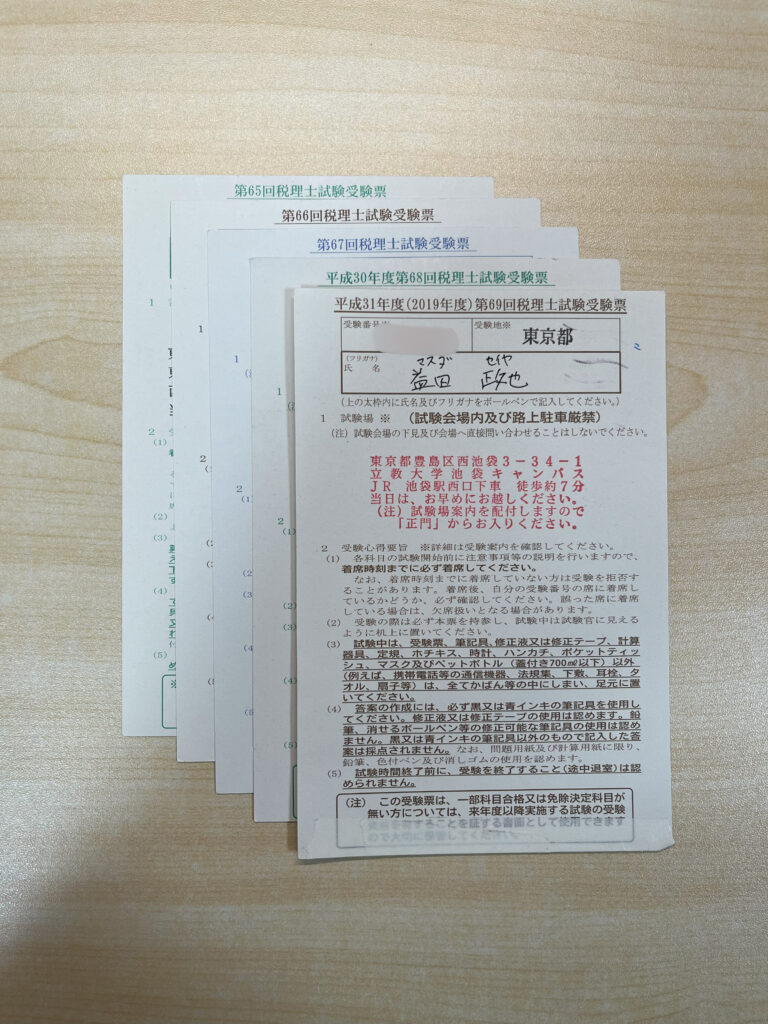 第65回税理士試験受験票
第66回税理士試験受験票
第67回税理士試験受験票
平成30年度第68回税理士試験受験票
平成31年度(2019年度)第69回税理士試験受験票
受験番号※
受験地※
東京都
(フリガナ)
マスダ セイヤ
氏 名
益田 政也
(上の太枠内に氏名及びフリガナをボールペンで記入してください。)
1 試験場 ※ (試験会場内及び路上駐車厳禁)
(注) 試験会場の下見及び会場へ直接問い合わせることはしないでください。
東京都豊島区西池袋3-34-1
立教大学池袋キャンパス
JR 池袋駅西口下車 徒歩約7分
当日は、お早めにお越しください。
(注)試験場案内を配付しますので
「正門」からお入りください。
2 受験心得要旨 ※詳細は受験案内を確認してください。
(1) 各科目の試験開始前に注意事項等の説明を行いますので、
着席時刻までに必ず着席してください。
なお、着席時刻までに着席していない方は受験を拒否す
ることがあります。着席後、自分の受験番号の席に着席し
ているかどうか、必ず確認してください。誤った席に着席
している場合は、欠席扱いとなる場合があります。
(2) 受験の際は必ず本票を持参し、試験中は試験官に見える
ように机上に置いてください。
(3) 試験中は、受験票、筆記具、修正液又は修正テープ、計算
器具、定規、ホチキス、時計、ハンカチ、ポケットティッ
シュ、マスク及びペットボトル(蓋付き700㎖以下)以外
(例えば、携帯電話等の通信機器、法規集、下敷、耳栓、タ
オル、扇子等)は、全てかばん等の中にしまい、足元に置
いてください。
(4) 答案の作成には、必ず黒又は青インキの筆記具を使用し
てください。修正液又は修正テープの使用は認めます。鉛
筆、消せるボールペン等の修正可能な筆記具の使用は認め
ません。黒又は青インキの筆記具以外のもので記入した答
案は採点されません。なお、問題用紙及び計算用紙に限り、
鉛筆、色付ペン及び消しゴムの使用を認めます。
(5) 試験時間終了前に、受験を終了すること(途中退室)は認
められません。
(注) この受験票は、一部科目合格又は免除決定科目が
無い方については、来年度以降実施する試験の受験
資格を有することを証する書面として使用できます
ので大切に保管してください。